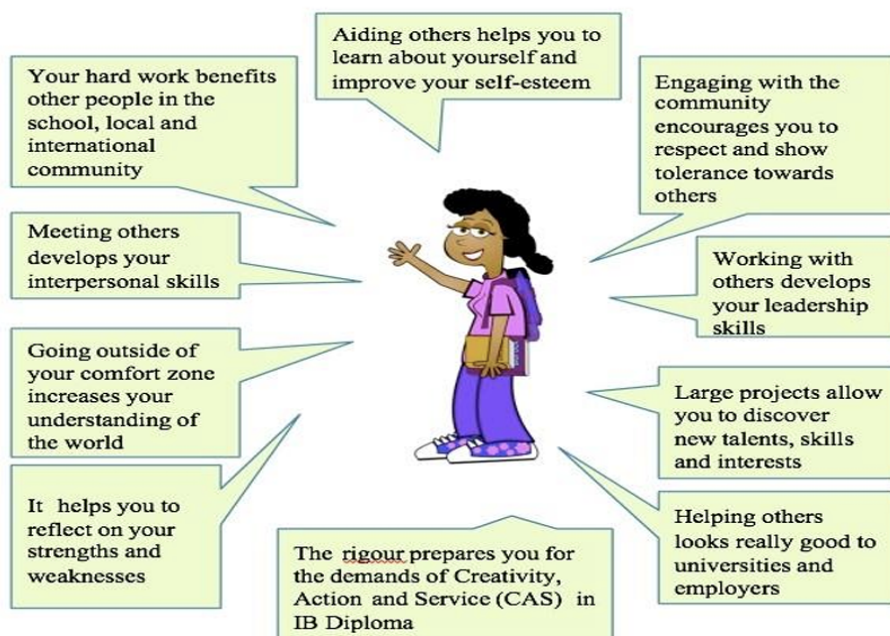 Aiding others helps you to
learn about yourself and
improve your self-esteem
Your hard work benefits
other people in the
school, local and
international
community
Engaging with the
community
encourages you to
respect and show
tolerance towards
others
Meeting others
develops your
interpersonal skills
Working with
others develops
your leadership
skills
Going outside of
your comfort zone
increases your
understanding of
the world
Large projects allow
you to discover
new talents, skills
and interests
It helps you to
reflect on your
strengths and
weaknesses
Helping others
looks really good to
universities and
employers
The rigour prepares you for
the demands of Creativity,
Action and Service (CAS) in
IB Diploma